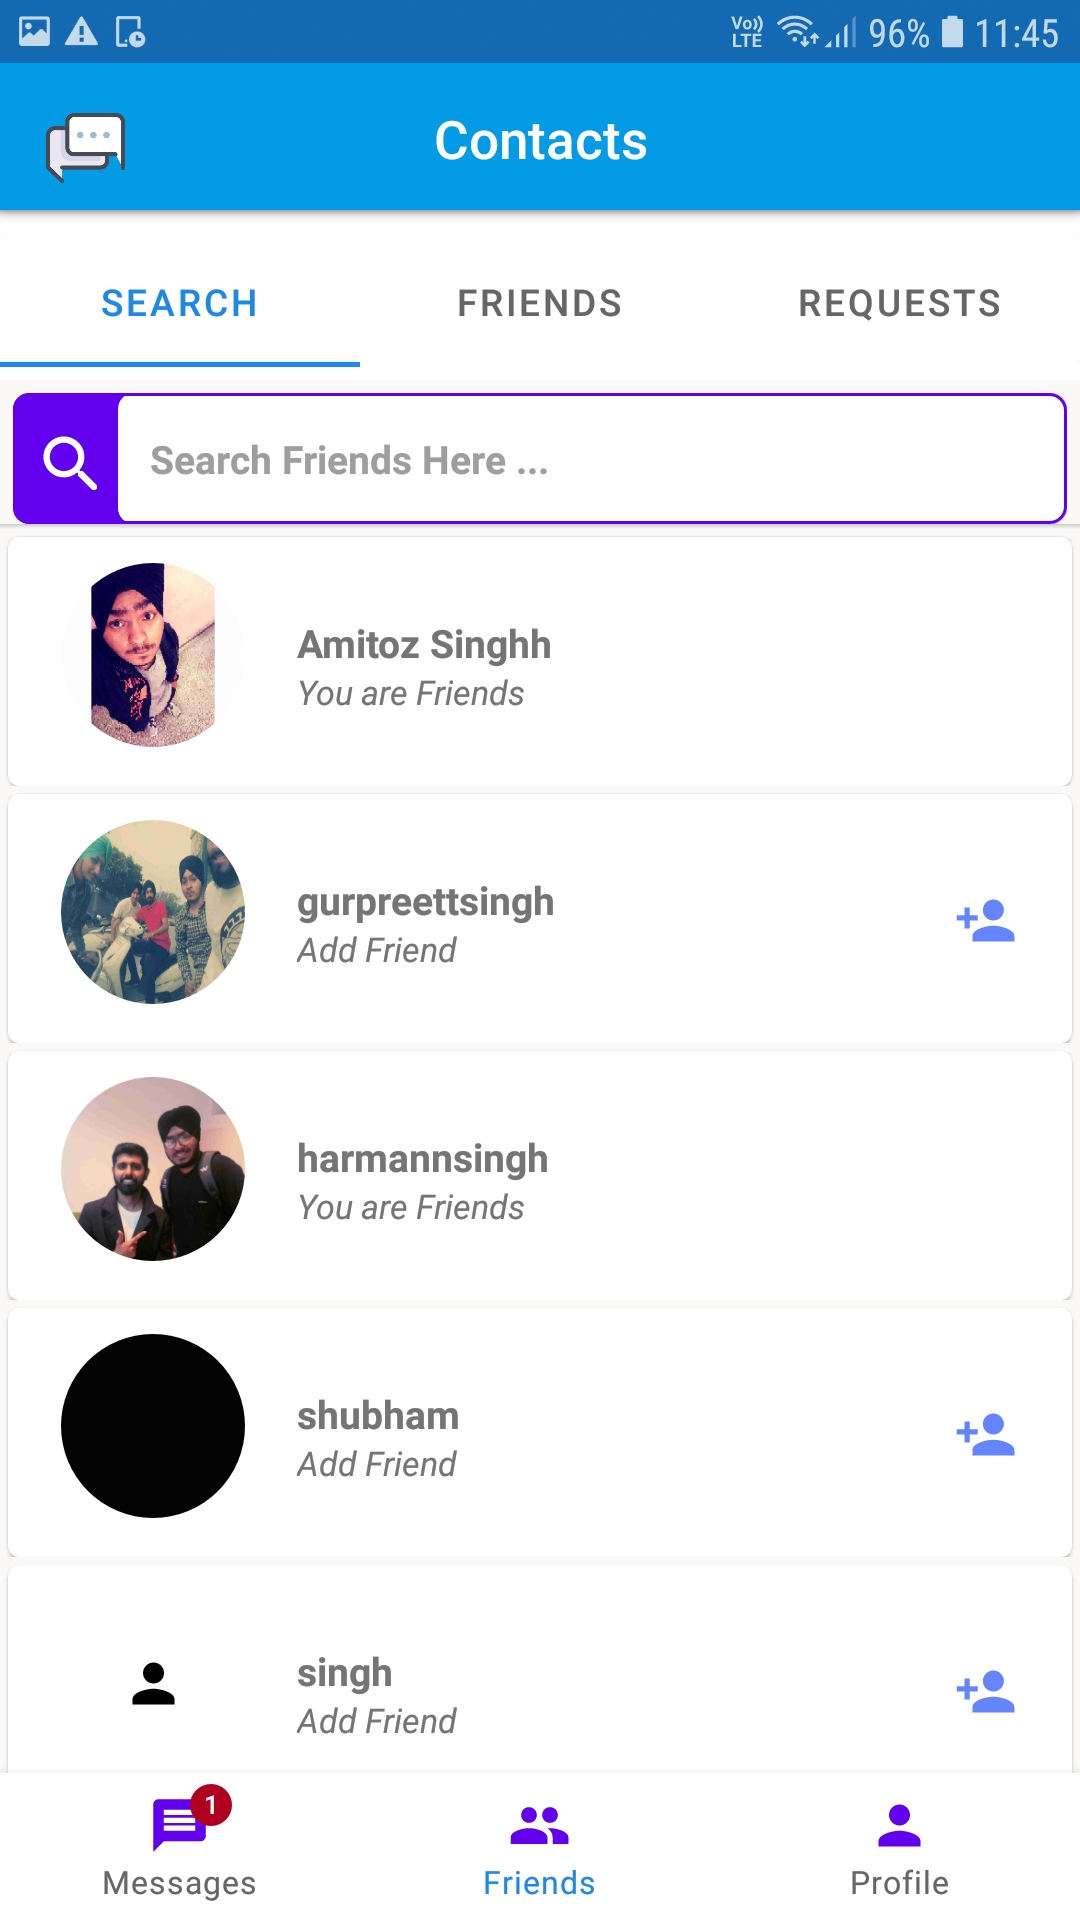 Vo)) LTE 96% 11:45
Contacts
SEARCH FRIENDS REQUESTS
Search Friends Here ...
Amitoz Singhh
You are Friends
gurpreettsingh
Add Friend
harmannsingh
You are Friends
shubham
Add Friend
singh
Add Friend
1
Messages Friends Profile